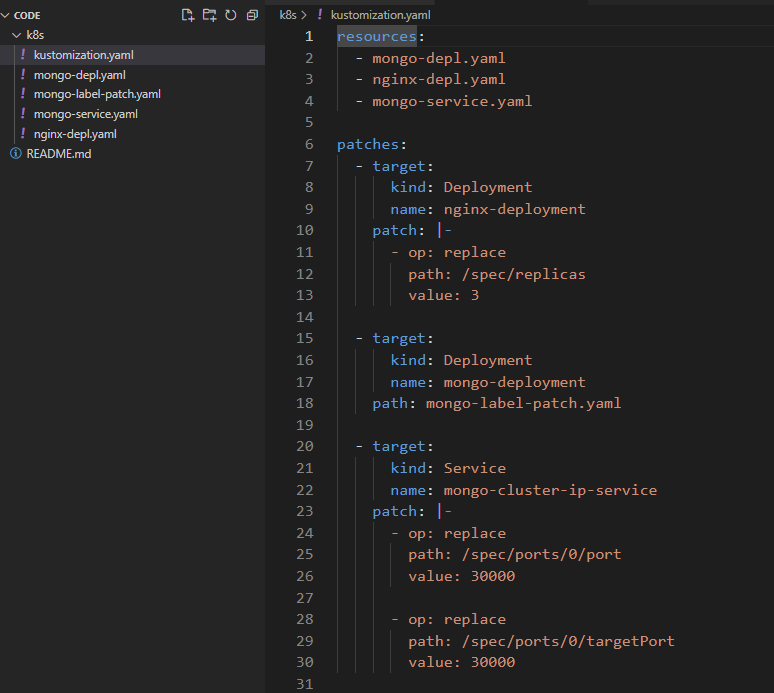 CODE
k8s
! kustomization.yaml
! mongo-depl.yaml
! mongo-label-patch.yaml
! mongo-service.yaml
! nginx-depl.yaml
README.md
k8s > ! kustomization.yaml
1 resources:
2   - mongo-depl.yaml
3   - nginx-depl.yaml
4   - mongo-service.yaml
5
6 patches:
7   - target:
8       kind: Deployment
9       name: nginx-deployment
10     patch: |-
11       - op: replace
12         path: /spec/replicas
13         value: 3
14
15   - target:
16       kind: Deployment
17       name: mongo-deployment
18     path: mongo-label-patch.yaml
19
20   - target:
21       kind: Service
22       name: mongo-cluster-ip-service
23     patch: |-
24       - op: replace
25         path: /spec/ports/0/port
26         value: 30000
27
28       - op: replace
29         path: /spec/ports/0/targetPort
30         value: 30000
31